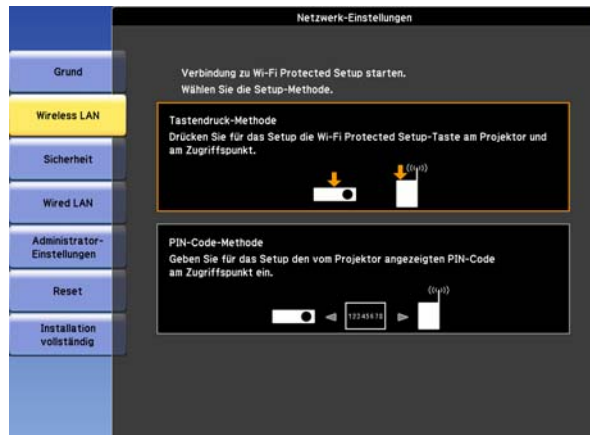 Netzwerk-Einstellungen
Grund
Wireless LAN
Sicherheit
Wired LAN
Administrator-
Einstellungen
Reset
Installation
vollständig
Verbindung zu Wi-Fi Protected Setup starten.
Wählen Sie die Setup-Methode.
Tastendruck-Methode
Drücken Sie für das Setup die Wi-Fi Protected Setup-Taste am Projektor und
am Zugriffspunkt.
PIN-Code-Methode
Geben Sie für das Setup den vom Projektor angezeigten PIN-Code
am Zugriffspunkt ein.
12345678